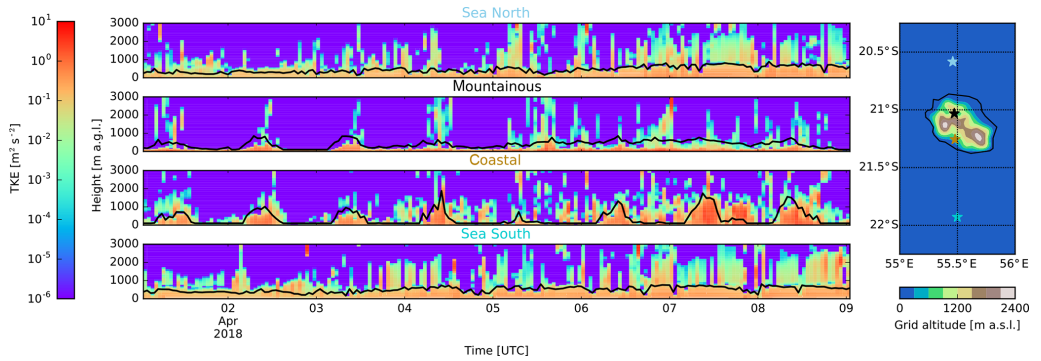 Sea North
3000
2000
1000
0
Mountainous
3000
2000
1000
0
Coastal
3000
2000
1000
0
Sea South
3000
2000
1000
0
02
03
04
05
06
07
08
09
Apr
2018
Time [UTC]
Height [m a.g.l.]
TKE [m² s⁻²]
10¹
10⁰
10⁻¹
10⁻²
10⁻³
10⁻⁴
10⁻⁵
10⁻⁶
20.5°S
21°S
21.5°S
22°S
55°E
55.5°E
56°E
0
1200
2400
Grid altitude [m a.s.l.]